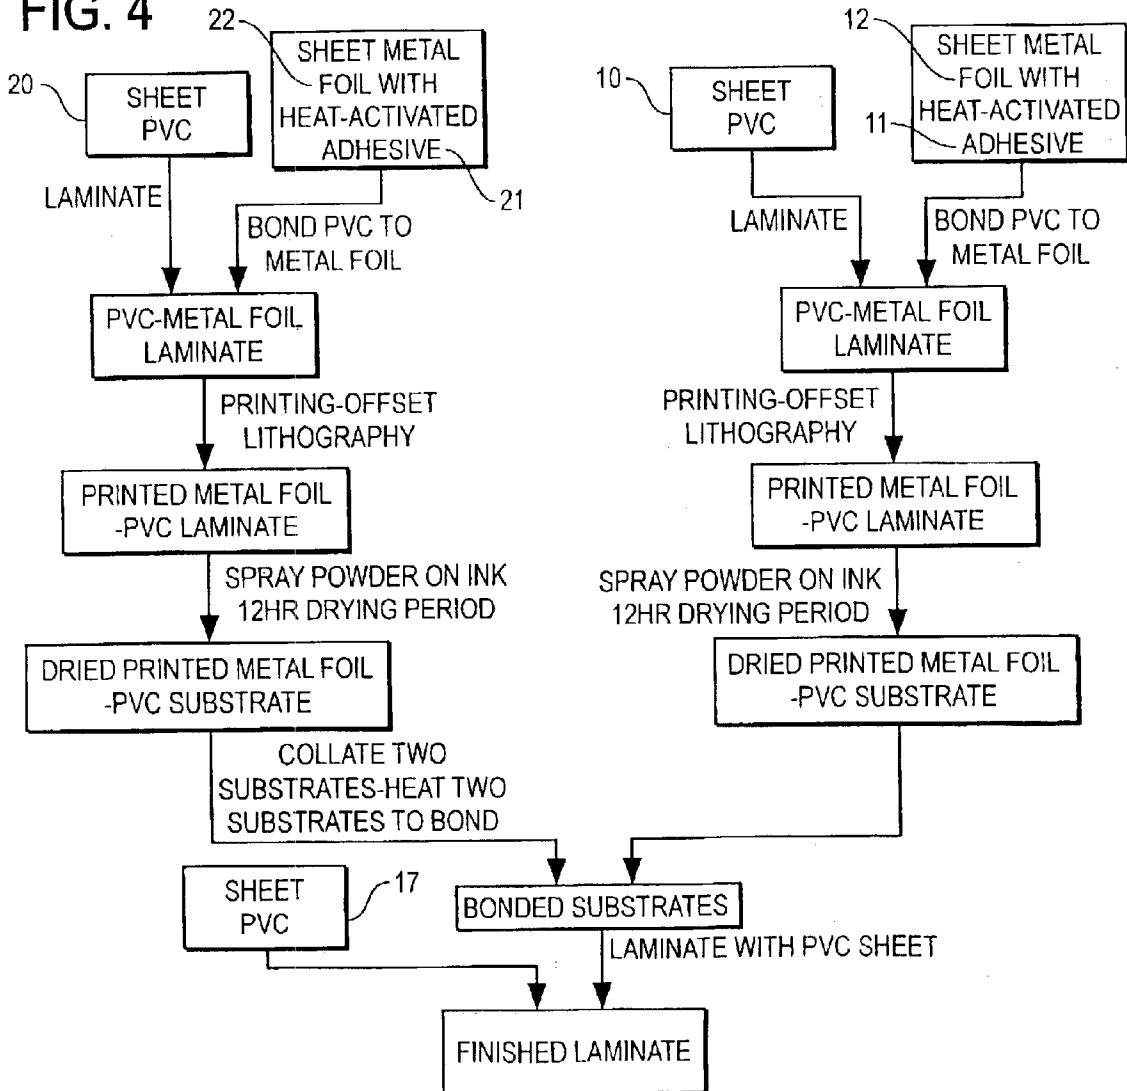 FIG. 4
22
SHEET METAL
FOIL WITH
HEAT-ACTIVATED
ADHESIVE
21
20
SHEET
PVC
LAMINATE
BOND PVC TO
METAL FOIL
PVC-METAL FOIL
LAMINATE
PRINTING-OFFSET
LITHOGRAPHY
PRINTED METAL FOIL
-PVC LAMINATE
SPRAY POWDER ON INK
12HR DRYING PERIOD
DRIED PRINTED METAL FOIL
-PVC SUBSTRATE
COLLATE TWO
SUBSTRATES-HEAT TWO
SUBSTRATES TO BOND
12
SHEET METAL
FOIL WITH
HEAT-ACTIVATED
ADHESIVE
11
10
SHEET
PVC
LAMINATE
BOND PVC TO
METAL FOIL
PVC-METAL FOIL
LAMINATE
PRINTING-OFFSET
LITHOGRAPHY
PRINTED METAL FOIL
-PVC LAMINATE
SPRAY POWDER ON INK
12HR DRYING PERIOD
DRIED PRINTED METAL FOIL
-PVC SUBSTRATE
SHEET
PVC
17
BONDED SUBSTRATES
LAMINATE WITH PVC SHEET
FINISHED LAMINATE